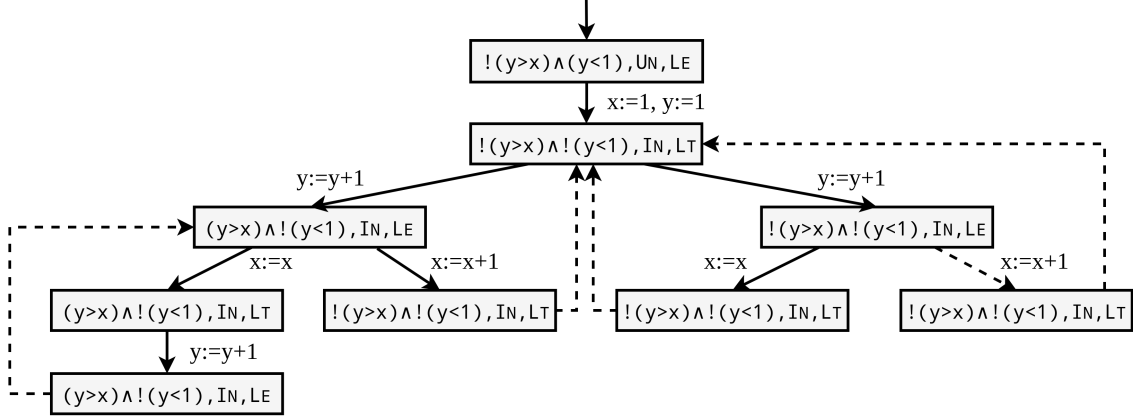 !(y>x)∧(y<1),Un,Le
x:=1, y:=1
!(y>x)∧!(y<1),In,Lt
y:=y+1
y:=y+1
(y>x)∧!(y<1),In,Le
!(y>x)∧!(y<1),In,Le
x:=x
x:=x+1
x:=x
x:=x+1
(y>x)∧!(y<1),In,Lt
!(y>x)∧!(y<1),In,Lt
!(y>x)∧!(y<1),In,Lt
!(y>x)∧!(y<1),In,Lt
y:=y+1
(y>x)∧!(y<1),In,Le